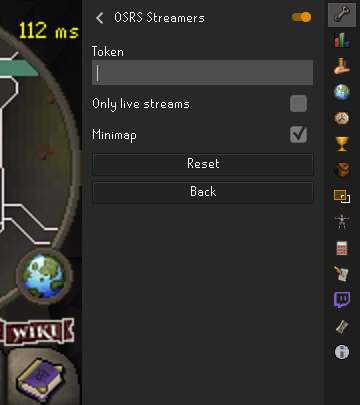 112 ms
OSRS Streamers
Token
Only live streams
Minimap
Reset
Back
WIKI